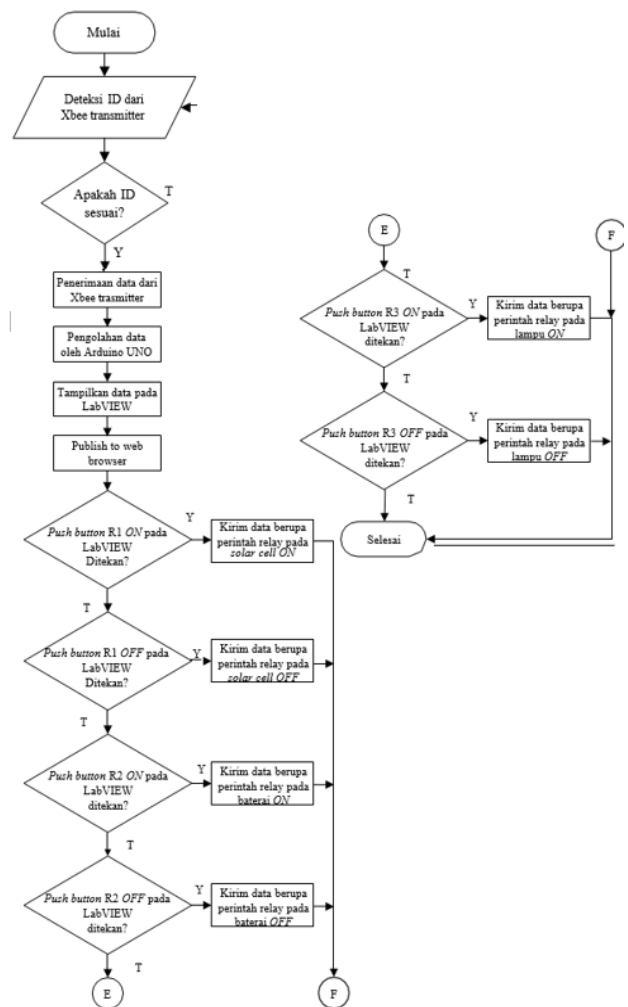 Mulai
Deteksi ID dari
Xbee transmitter
Apakah ID
sesuai?
T
Y
Penerimaan data dari
Xbee trasmitter
Pengolahan data
oleh Arduino UNO
Tampilkan data pada
LabVIEW
Publish to web
browser
Push button R1 ON pada
LabVIEW
Ditekan?
Y
Kirim data berupa
perintah relay pada
solar cell ON
T
Push button R1 OFF pada
LabVIEW
Ditekan?
Y
Kirim data berupa
perintah relay pada
solar cell OFF
T
Push button R2 ON pada
LabVIEW
ditekan?
Y
Kirim data berupa
perintah relay pada
baterai ON
T
Push button R2 OFF pada
LabVIEW
ditekan?
Y
Kirim data berupa
perintah relay pada
baterai OFF
T
E
F
E
F
T
Push button R3 ON pada
LabVIEW
ditekan?
Y
Kirim data berupa
perintah relay pada
lampu ON
T
Push button R3 OFF pada
LabVIEW
ditekan?
Y
Kirim data berupa
perintah relay pada
lampu OFF
T
Selesai